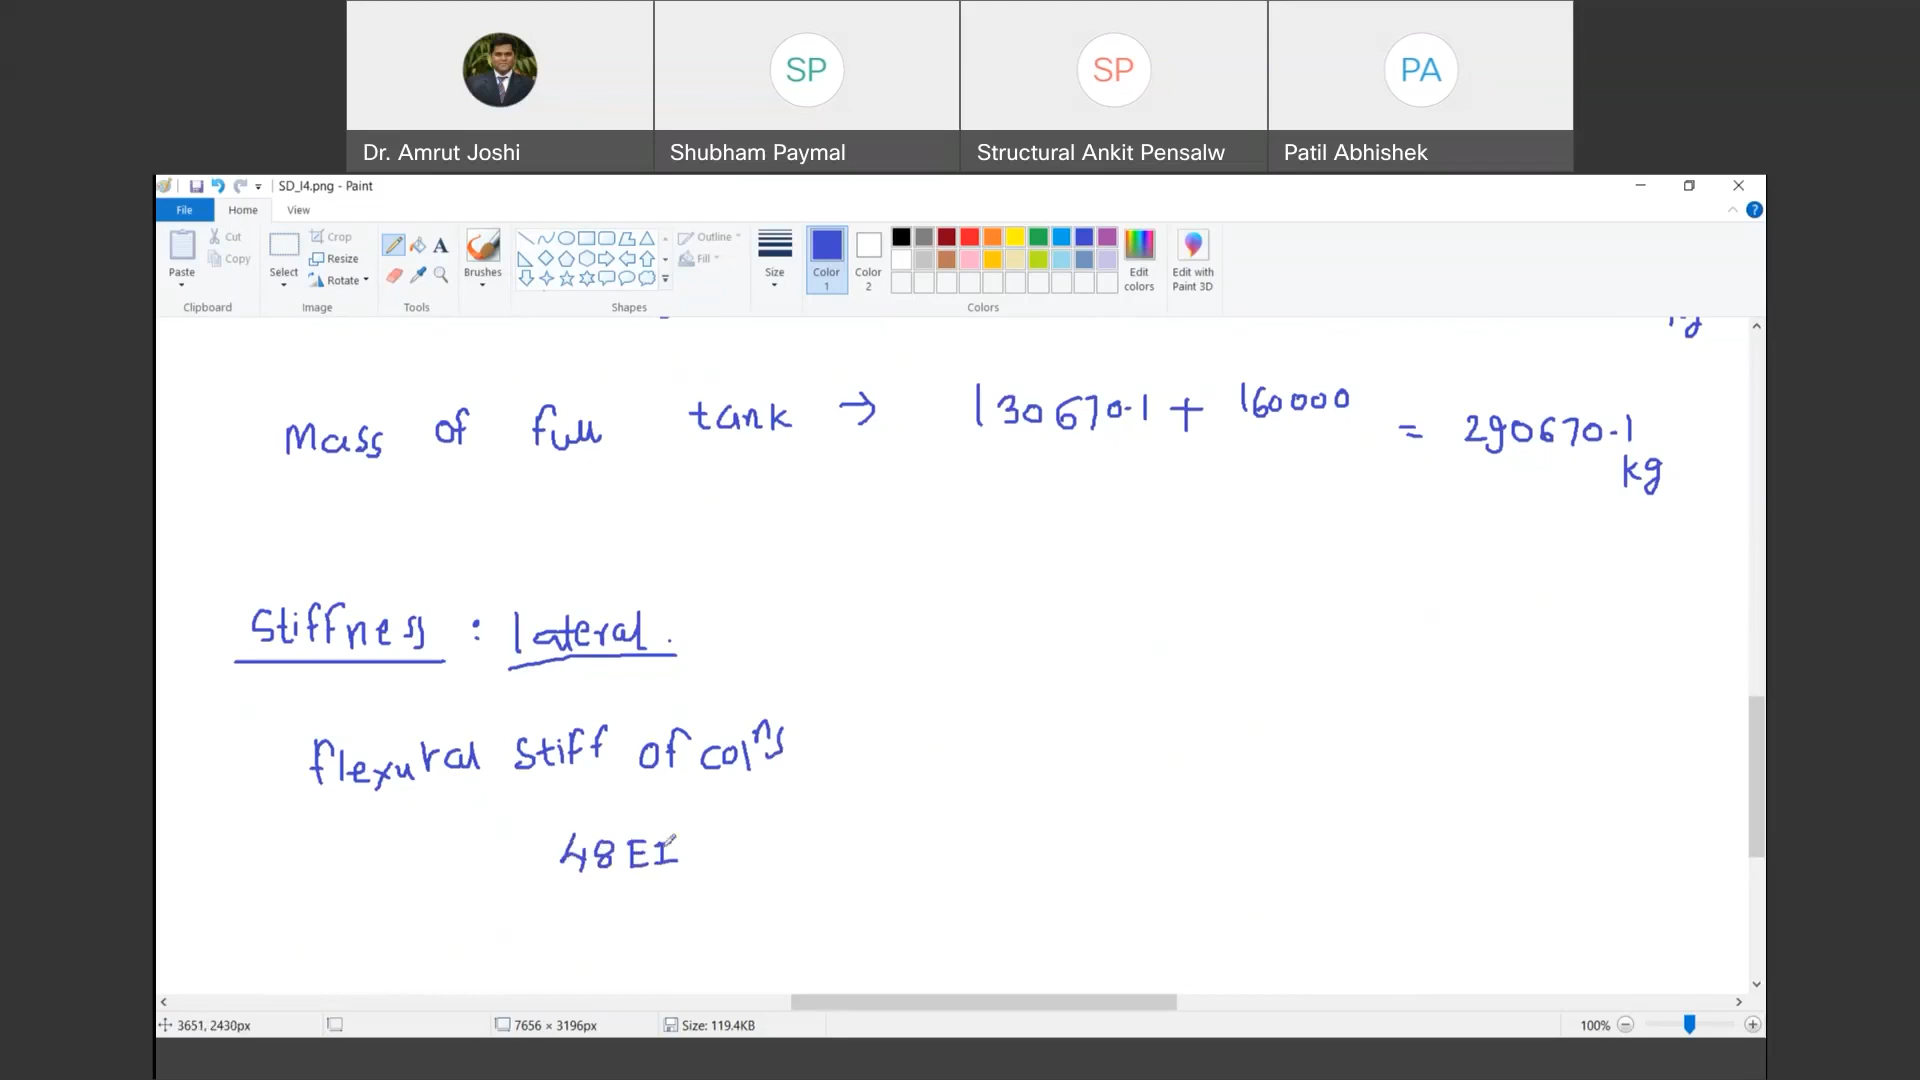 SP
SP
PA
Dr. Amrut Joshi
Shubham Paymal
Structural Ankit Pensalw
Patil Abhishek
SD_l4.png - Paint
File
Home
View
Paste
Cut
Copy
Clipboard
Select
Crop
Resize
Rotate
Image
A
Tools
Brushes
Outline
Fill
Shapes
Size
Color 1
Color 2
Edit colors
Colors
Edit with Paint 3D
kg
Mass of full tank → 130670.1 + 160000 = 290670.1 kg
Stiffness : lateral.
flexural stiff of colns
48EI
3651, 2430px
7656 × 3196px
Size: 119.4KB
100%